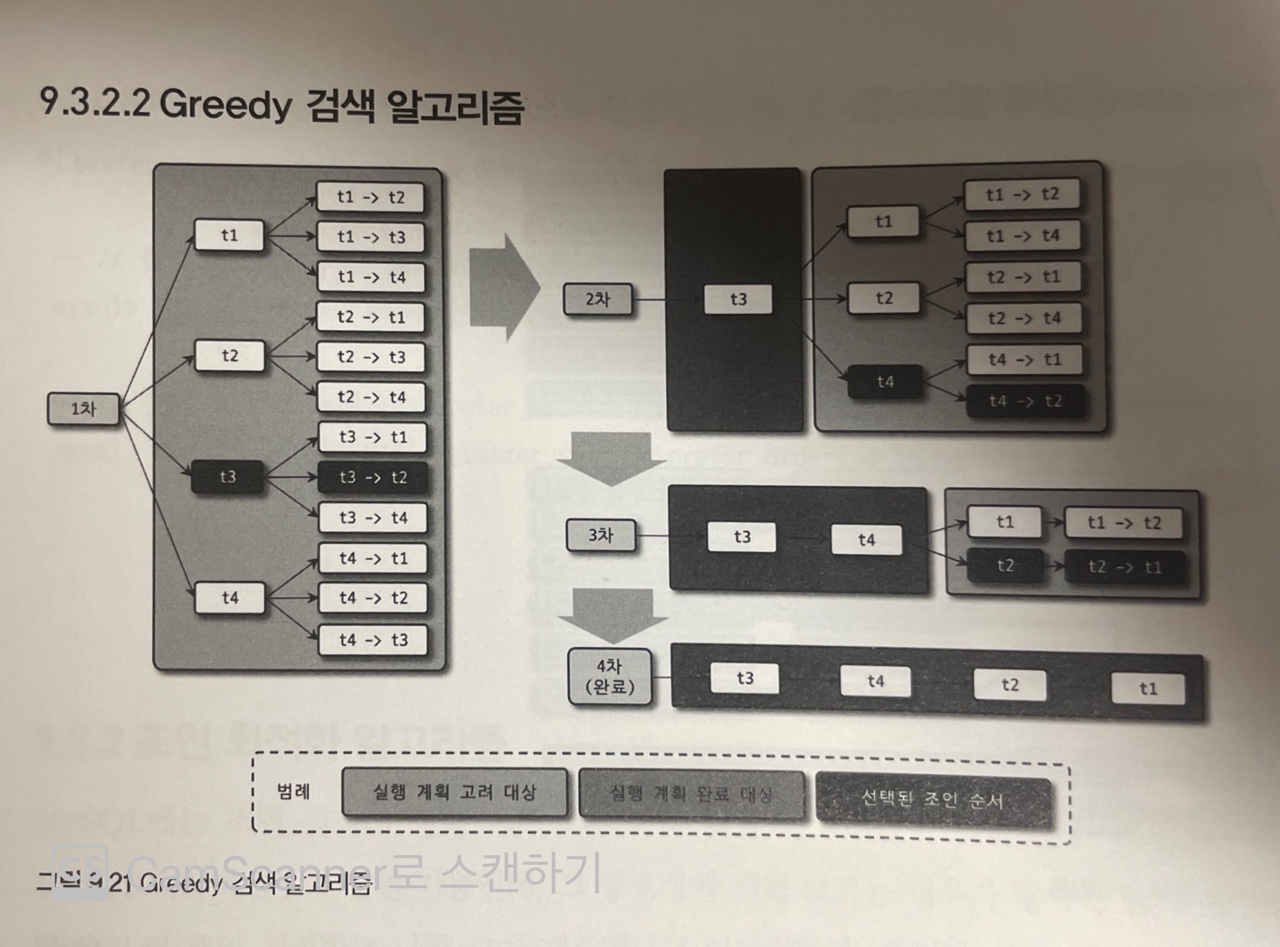 9.3.2.2 Greedy 검색 알고리즘
1차
t1
t1 -> t2
t1 -> t3
t1 -> t4
t2
t2 -> t1
t2 -> t3
t2 -> t4
t3
t3 -> t1
t3 -> t2
t3 -> t4
t4
t4 -> t1
t4 -> t2
t4 -> t3
2차
t3
t1
t1 -> t2
t1 -> t4
t2
t2 -> t1
t2 -> t4
t4
t4 -> t1
t4 -> t2
3차
t3
t4
t1
t1 -> t2
t2
t2 -> t1
4차
(완료)
t3
t4
t2
t1
범례
실행 계획 고려 대상
실행 계획 완료 대상
선택된 조인 순서
CS CamScanner로 스캔하기
그림 9.21 Greedy 검색 알고리즘